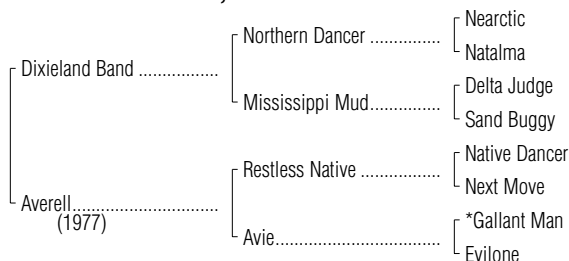 Dixieland Band
Northern Dancer
Nearctic
Natalma
Mississippi Mud
Delta Judge
Sand Buggy
Averell
(1977)
Restless Native
Native Dancer
Next Move
Avie
*Gallant Man
Evilone